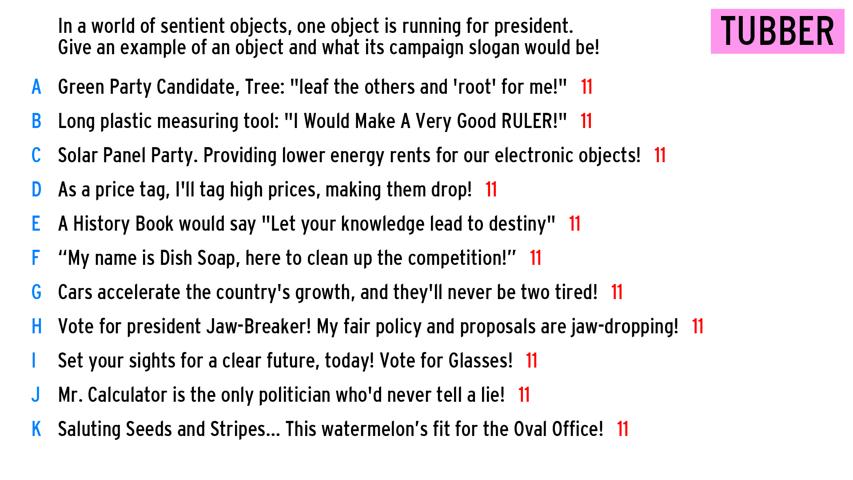 In a world of sentient objects, one object is running for president.
Give an example of an object and what its campaign slogan would be!
TUBBER
A Green Party Candidate, Tree: "leaf the others and 'root' for me!" 11
B Long plastic measuring tool: "I Would Make A Very Good RULER!" 11
C Solar Panel Party. Providing lower energy rents for our electronic objects! 11
D As a price tag, I'll tag high prices, making them drop! 11
E A History Book would say "Let your knowledge lead to destiny" 11
F “My name is Dish Soap, here to clean up the competition!” 11
G Cars accelerate the country's growth, and they'll never be two tired! 11
H Vote for president Jaw-Breaker! My fair policy and proposals are jaw-dropping! 11
I Set your sights for a clear future, today! Vote for Glasses! 11
J Mr. Calculator is the only politician who'd never tell a lie! 11
K Saluting Seeds and Stripes... This watermelon’s fit for the Oval Office! 11